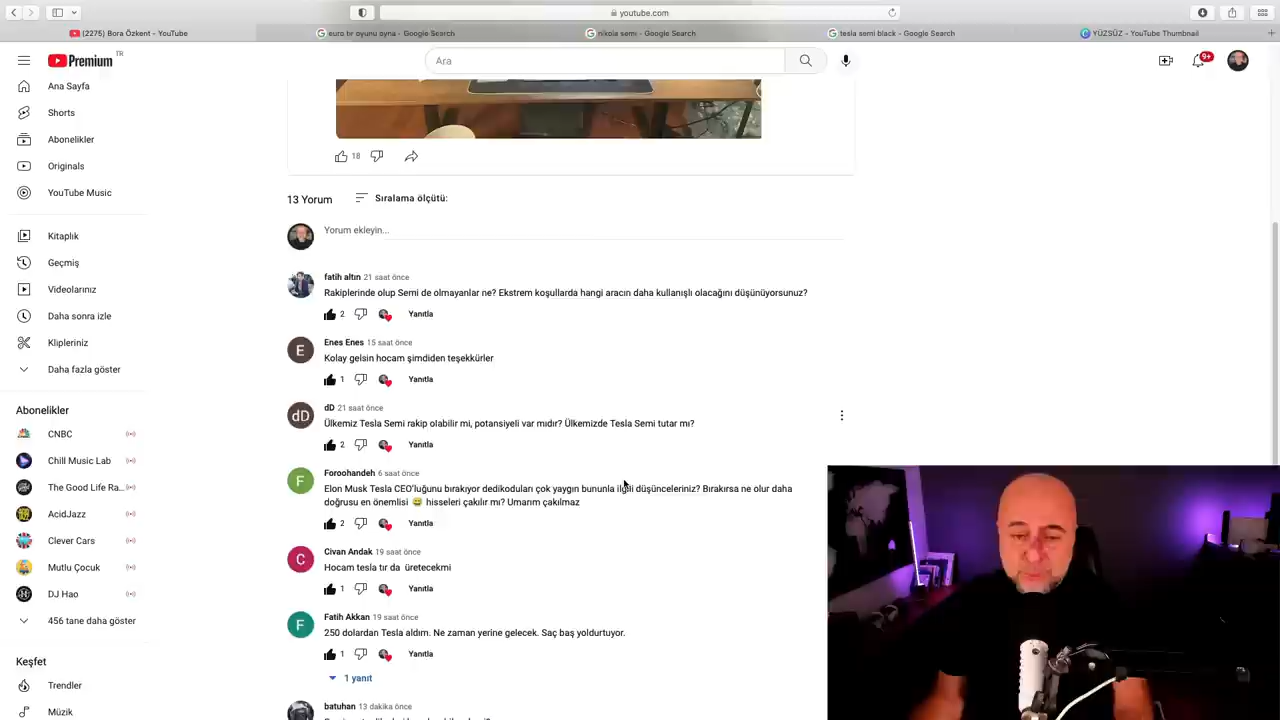 youtube.com
(2275) Bora Özkent - YouTube
euro br oyunu oyna - Google Search
nikola semi - Google Search
tesla semi black - Google Search
YÜZSÜZ - YouTube Thumbnail
Premium TR
Ara
9+
Ana Sayfa
Shorts
Abonelikler
Originals
YouTube Music
Kitaplık
Geçmiş
Videolarınız
Daha sonra izle
Klipleriniz
Daha fazla göster
Abonelikler
CNBC
Chill Music Lab
The Good Life Ra...
AcidJazz
Clever Cars
Mutlu Çocuk
DJ Hao
456 tane daha göster
Keşfet
Trendler
Müzik
18
13 Yorum
Sıralama ölçütü:
Yorum ekleyin...
fatih altın 21 saat önce
Rakiplerinde olup Semi de olmayanlar ne? Ekstrem koşullarda hangi aracın daha kullanışlı olacağını düşünüyorsunuz?
2 Yanıtla
E
Enes Enes 15 saat önce
Kolay gelsin hocam şimdiden teşekkürler
1 Yanıtla
dD
dD 21 saat önce
Ülkemiz Tesla Semi rakip olabilir mi, potansiyeli var mıdır? Ülkemizde Tesla Semi tutar mı?
2 Yanıtla
F
Foroohandeh 6 saat önce
Elon Musk Tesla CEO'luğunu bırakıyor dedikoduları çok yaygın bununla ilgili düşünceleriniz? Bırakırsa ne olur daha
doğrusu en önemlisi 😅 hisseleri çakılır mı? Umarım çakılmaz
2 Yanıtla
C
Civan Andak 19 saat önce
Hocam tesla tır da üretecekmi
1 Yanıtla
F
Fatih Akkan 19 saat önce
250 dolardan Tesla aldım. Ne zaman yerine gelecek. Saç baş yoldurtuyor.
1 Yanıtla
1 yanıt
batuhan 13 dakika önce